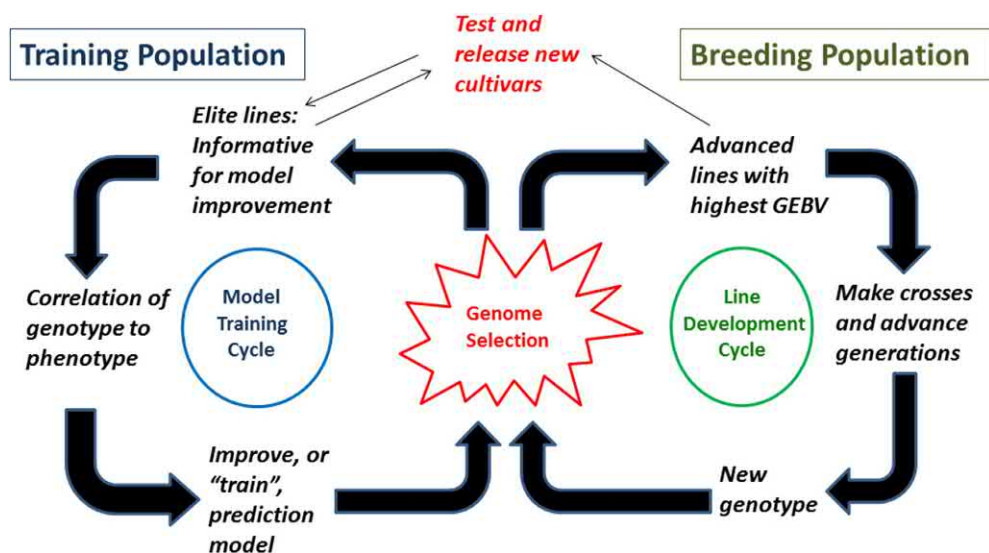 Training Population
Test and
release new
cultivars
Breeding Population
Elite lines:
Informative
for model
improvement
Advanced
lines with
highest GEBV
Correlation of
genotype to
phenotype
Model
Training
Cycle
Genome
Selection
Line
Development
Cycle
Make crosses
and advance
generations
Improve, or
“train”,
prediction
model
New
genotype